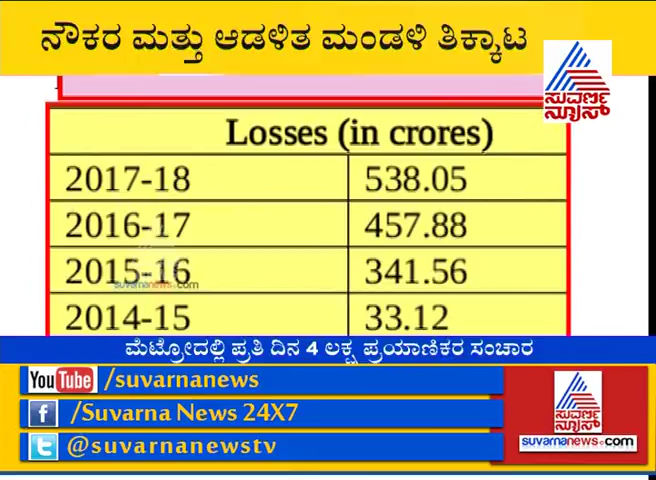 ನೌಕರ ಮತ್ತು ಆಡಳಿತ ಮಂಡಳಿ ತಿಕ್ಕಾಟ
ಸುವರ್ಣ
ನ್ಯೂಸ್
Losses (in crores)
2017-18 538.05
2016-17 457.88
2015-16 341.56
suvarnanews.com
2014-15 33.12
ಮೆಟ್ರೋದಲ್ಲಿ ಪ್ರತಿ ದಿನ 4 ಲಕ್ಷ ಪ್ರಯಾಣಿಕರ ಸಂಚಾರ
YouTube /suvarnanews
f /Suvarna News 24X7
@suvarnanewstv
ಸುವರ್ಣ
ನ್ಯೂಸ್
suvarnanews.com